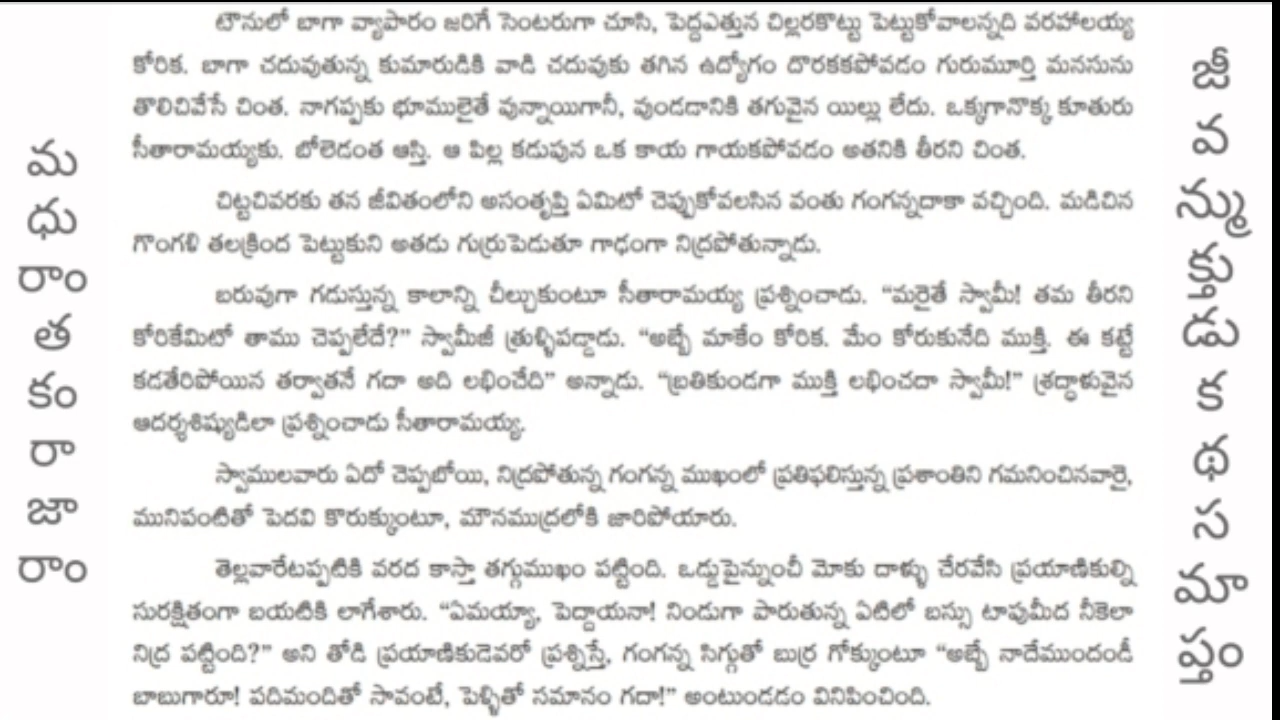 టౌనులో బాగా వ్యాపారం జరిగే సెంటరుగా చూసి, పెద్దఎత్తున చిల్లరకొట్టు పెట్టుకోవాలన్నది వరహాలయ్య
కోరిక. బాగా చదువుతున్న కుమారుడికి వాడి చదువుకు తగిన ఉద్యోగం దొరకకపోవడం గురుమూర్తి మనసును
తొలిచివేసే చింత. నాగప్పకు భూములైతే వున్నాయిగానీ, వుండడానికి తగువైన యిల్లు లేదు. ఒక్కగానొక్క కూతురు
సీతారామయ్యకు. బోలెడంత ఆస్తి. ఆ పిల్ల కడుపున ఒక కాయ గాయకపోవడం అతనికి తీరని చింత.
చిట్టచివరకు తన జీవితంలోని అసంతృప్తి ఏమిటో చెప్పుకోవలసిన వంతు గంగన్నదాకా వచ్చింది. మడిచిన
గొంగళి తలక్రింద పెట్టుకుని అతడు గుర్రుపెడుతూ గాఢంగా నిద్రపోతున్నాడు.
బరువుగా గడుస్తున్న కాలాన్ని చీల్చుకుంటూ సీతారామయ్య ప్రశ్నించాడు. “మరైతే స్వామీ! తమ తీరని
కోరికేమిటో తాము చెప్పలేదే?” స్వామీజీ త్రుళ్ళిపడ్డాడు. “అబ్బే మాకేం కోరిక. మేం కోరుకునేది ముక్తి. ఈ కట్టే
కడతేరిపోయిన తర్వాతనే గదా అది లభించేది” అన్నాడు. “బ్రతికుండగా ముక్తి లభించదా స్వామీ!” శ్రద్ధాళువైన
ఆదర్శశిష్యుడిలా ప్రశ్నించాడు సీతారామయ్య.
స్వాములవారు ఏదో చెప్పబోయి, నిద్రపోతున్న గంగన్న ముఖంలో ప్రతిఫలిస్తున్న ప్రశాంతిని గమనించినవారై,
మునిపంటితో పెదవి కొరుక్కుంటూ, మౌనముద్రలోకి జారిపోయారు.
తెల్లవారేటప్పటికి వరద కాస్తా తగ్గుముఖం పట్టింది. ఒడ్డుపైన్నుంచీ మోకు దాళ్ళు చేరవేసి ప్రయాణికుల్ని
సురక్షితంగా బయటికి లాగేశారు. “ఏమయ్యా, పెద్దాయనా! నిండుగా పారుతున్న ఏటిలో బస్సు టాపుమీద నీకెలా
నిద్ర పట్టింది?” అని తోడి ప్రయాణికుడెవరో ప్రశ్నిస్తే, గంగన్న సిగ్గుతో బుర్ర గోక్కుంటూ “అబ్బే నాదేముందండీ
బాబుగారూ! పదిమందితో సావంటే, పెళ్ళితో సమానం గదా!” అంటుండడం వినిపించింది.
మ
ధు
రాం
త
కం
రా
జా
రాం
జీ
వ
న్ము
క్తు
డు
క
థ
స
మా
ప్తం